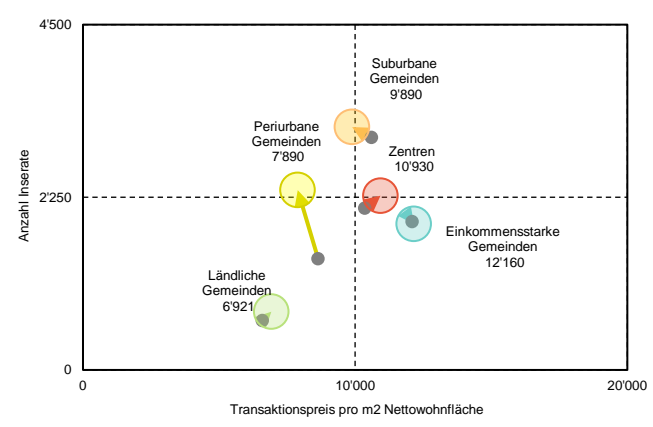 4'500
Suburbane
Gemeinden
9'890
Periurbane
Gemeinden
7'890
Zentren
10'930
Anzahl Inserate
2'250
Einkommensstarke
Gemeinden
12'160
Ländliche
Gemeinden
6'921
0
0
10'000
20'000
Transaktionspreis pro m2 Nettowohnfläche